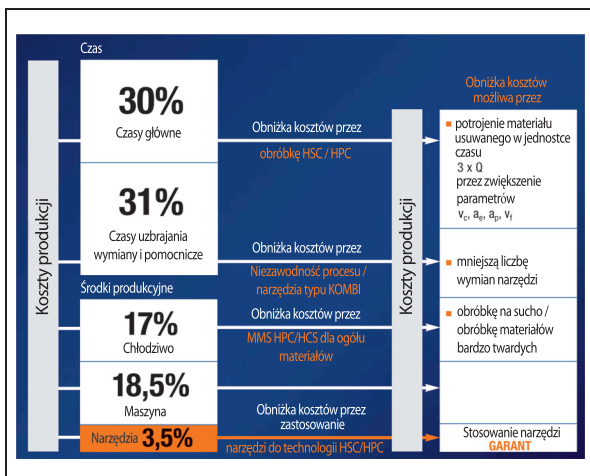 Czas
Koszty produkcji
30%
Czasy główne
31%
Czasy uzbrajania
wymiany i pomocnicze
Środki produkcyjne
17%
Chłodziwo
18,5%
Maszyna
Narzędzia 3,5%
Obniżka kosztów przez
obróbkę HSC / HPC
Obniżka kosztów przez
Niezawodność procesu /
narzędzia typu KOMBI
Obniżka kosztów przez
MMS HPC/HCS dla ogółu
materiałów
Obniżka kosztów przez
zastosowanie
narzędzi do technologii HSC/HPC
Koszty produkcji
Obniżka kosztów
możliwa przez
▪ potrojenie materiału
usuwanego w jednostce
czasu
3 x Q
przez zwiększenie
parametrów
v_c, a_e, a_p, v_f
▪ mniejszą liczbę
wymian narzędzi
▪ obróbkę na sucho /
obróbkę materiałów
bardzo twardych
Stosowanie narzędzi
GARANT